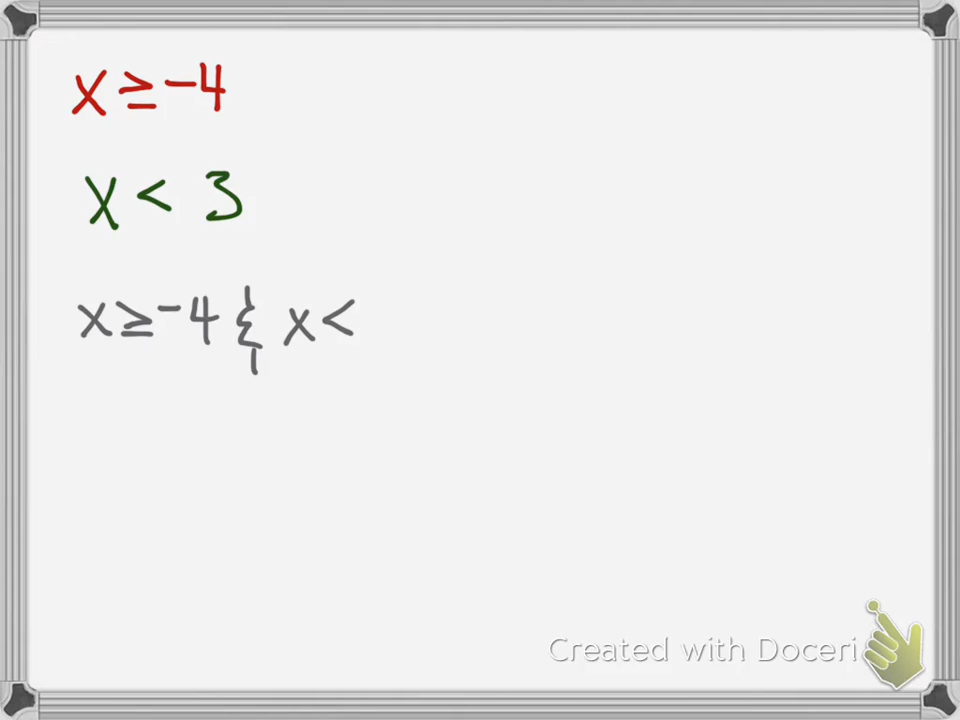 x ≥ -4
x < 3
x ≥ -4 & x <
Created with Doceri